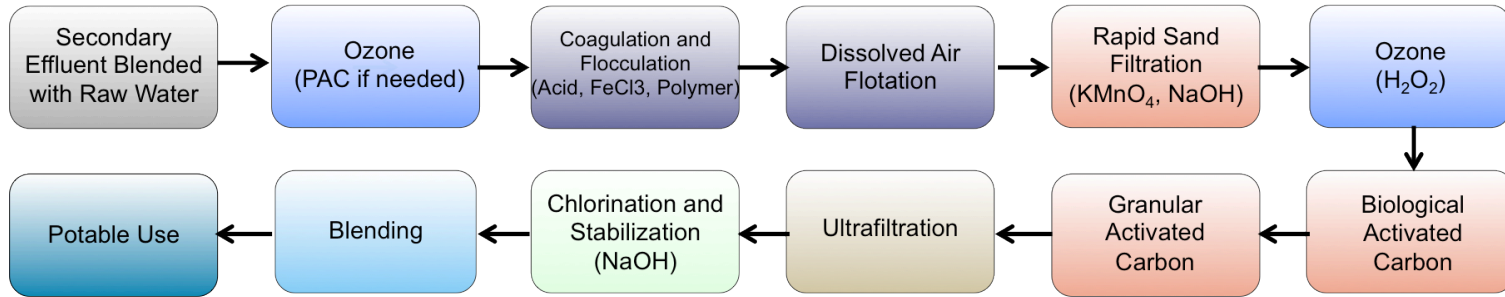 Secondary
Effluent Blended
with Raw Water
Ozone
(PAC if needed)
Coagulation and
Flocculation
(Acid, FeCl3, Polymer)
Dissolved Air
Flotation
Rapid Sand
Filtration
(KMnO₄, NaOH)
Ozone
(H₂O₂)
Biological
Activated
Carbon
Granular
Activated
Carbon
Ultrafiltration
Chlorination and
Stabilization
(NaOH)
Blending
Potable Use